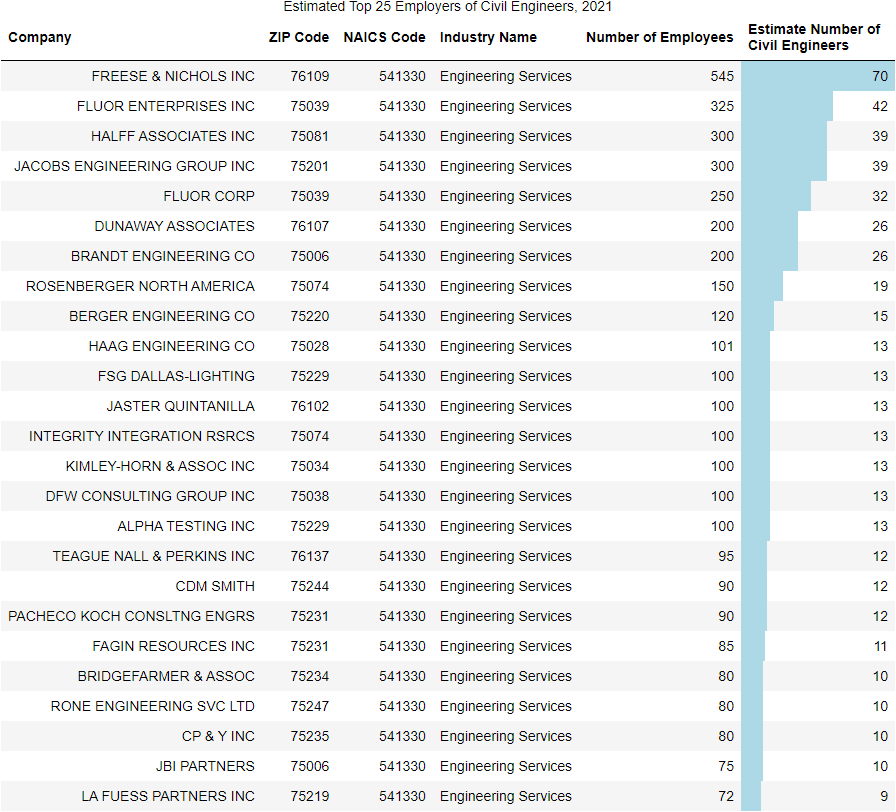 Estimated Top 25 Employers of Civil Engineers, 2021
Company ZIP Code NAICS Code Industry Name Number of Employees Estimate Number of Civil Engineers
FREESE & NICHOLS INC 76109 541330 Engineering Services 545 70
FLUOR ENTERPRISES INC 75039 541330 Engineering Services 325 42
HALFF ASSOCIATES INC 75081 541330 Engineering Services 300 39
JACOBS ENGINEERING GROUP INC 75201 541330 Engineering Services 300 39
FLUOR CORP 75039 541330 Engineering Services 250 32
DUNAWAY ASSOCIATES 76107 541330 Engineering Services 200 26
BRANDT ENGINEERING CO 75006 541330 Engineering Services 200 26
ROSENBERGER NORTH AMERICA 75074 541330 Engineering Services 150 19
BERGER ENGINEERING CO 75220 541330 Engineering Services 120 15
HAAG ENGINEERING CO 75028 541330 Engineering Services 101 13
FSG DALLAS-LIGHTING 75229 541330 Engineering Services 100 13
JASTER QUINTANILLA 76102 541330 Engineering Services 100 13
INTEGRITY INTEGRATION RSRCS 75074 541330 Engineering Services 100 13
KIMLEY-HORN & ASSOC INC 75034 541330 Engineering Services 100 13
DFW CONSULTING GROUP INC 75038 541330 Engineering Services 100 13
ALPHA TESTING INC 75229 541330 Engineering Services 100 13
TEAGUE NALL & PERKINS INC 76137 541330 Engineering Services 95 12
CDM SMITH 75244 541330 Engineering Services 90 12
PACHECO KOCH CONSLTNG ENGRS 75231 541330 Engineering Services 90 12
FAGIN RESOURCES INC 75231 541330 Engineering Services 85 11
BRIDGEFARMER & ASSOC 75234 541330 Engineering Services 80 10
RONE ENGINEERING SVC LTD 75247 541330 Engineering Services 80 10
CP & Y INC 75235 541330 Engineering Services 80 10
JBI PARTNERS 75006 541330 Engineering Services 75 10
LA FUESS PARTNERS INC 75219 541330 Engineering Services 72 9